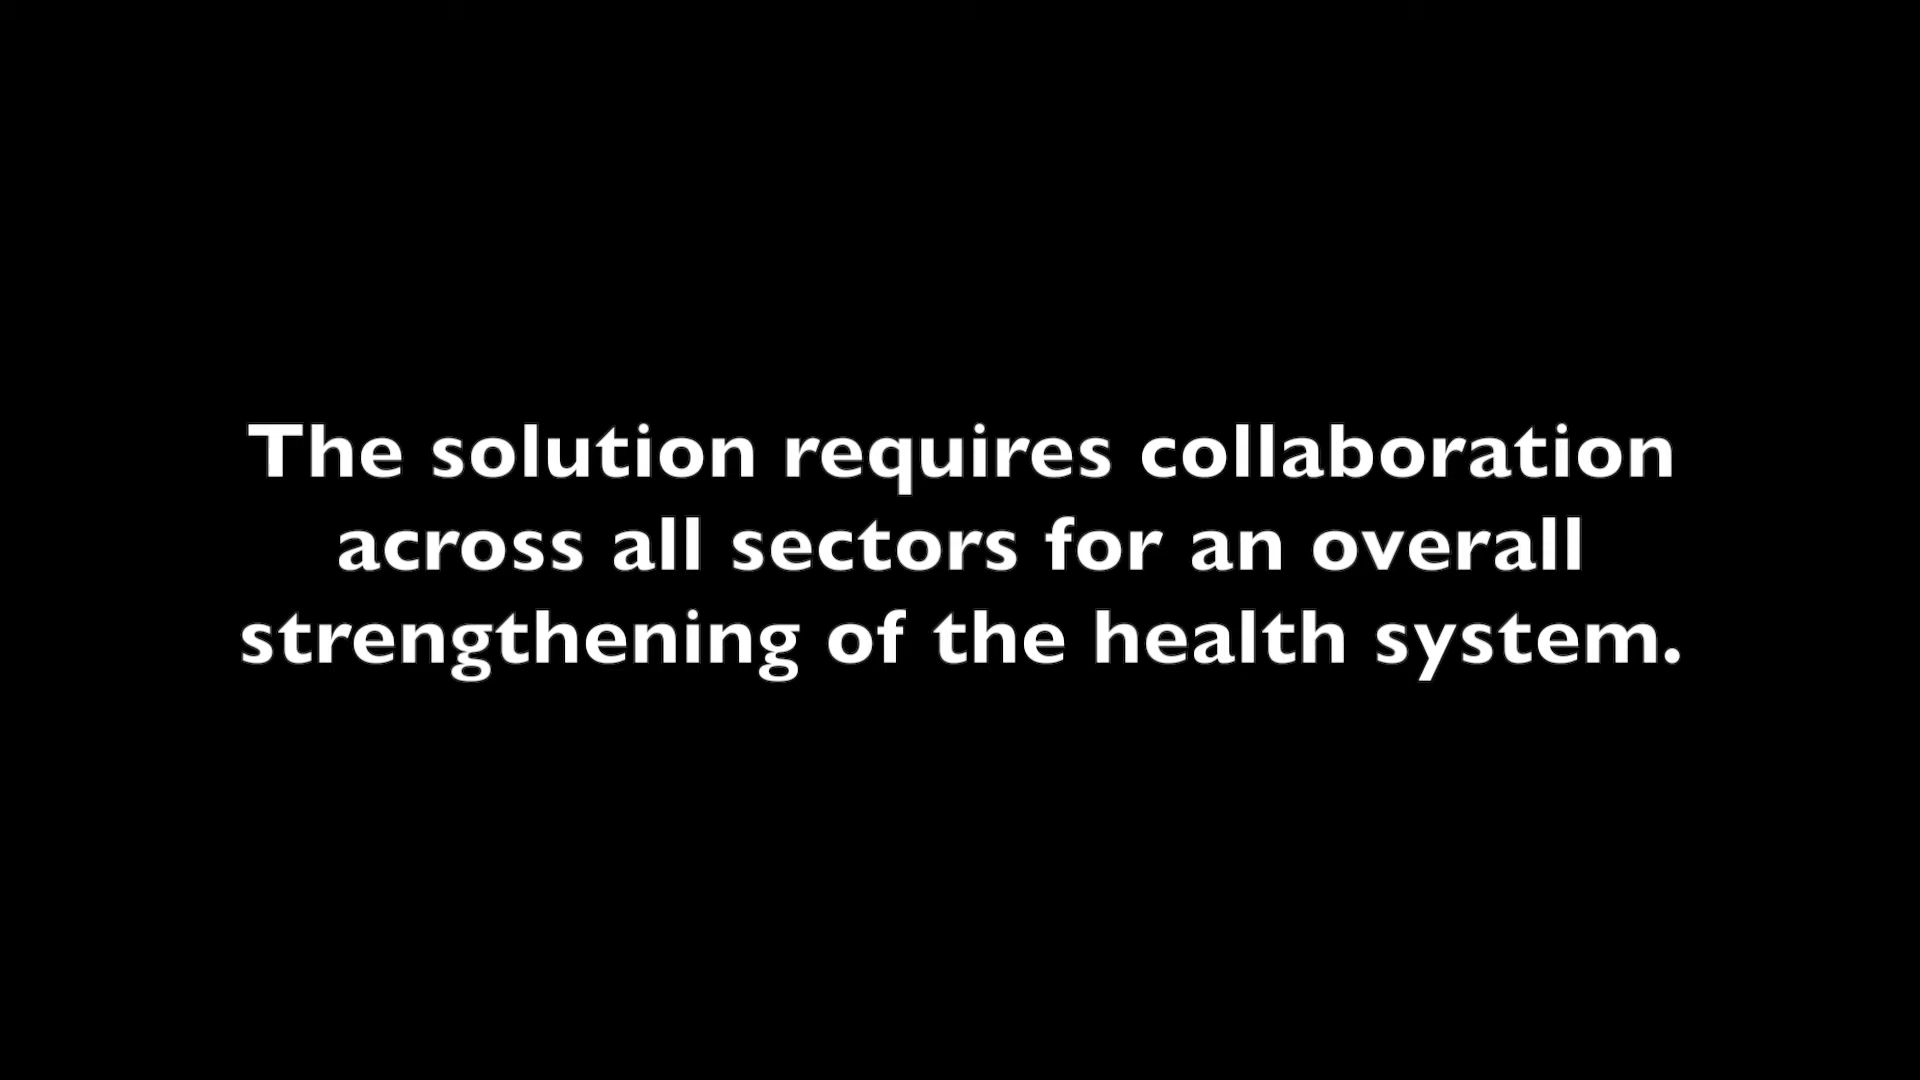 The solution requires collaboration
across all sectors for an overall
strengthening of the health system.